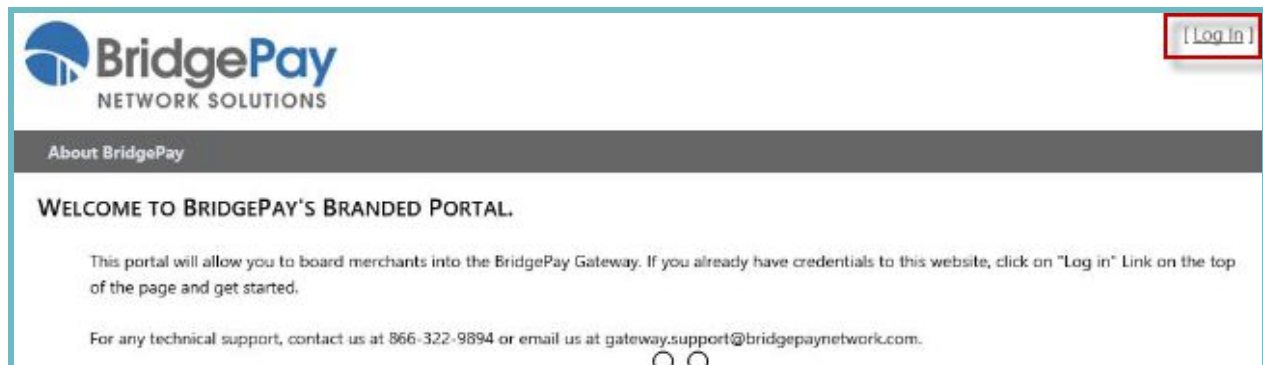 BridgePay
NETWORK SOLUTIONS
[ Log In ]
About BridgePay
WELCOME TO BRIDGEPAY'S BRANDED PORTAL.
This portal will allow you to board merchants into the BridgePay Gateway. If you already have credentials to this website, click on "Log in" Link on the top
of the page and get started.
For any technical support, contact us at 866-322-9894 or email us at gateway.support@bridgepaynetwork.com.